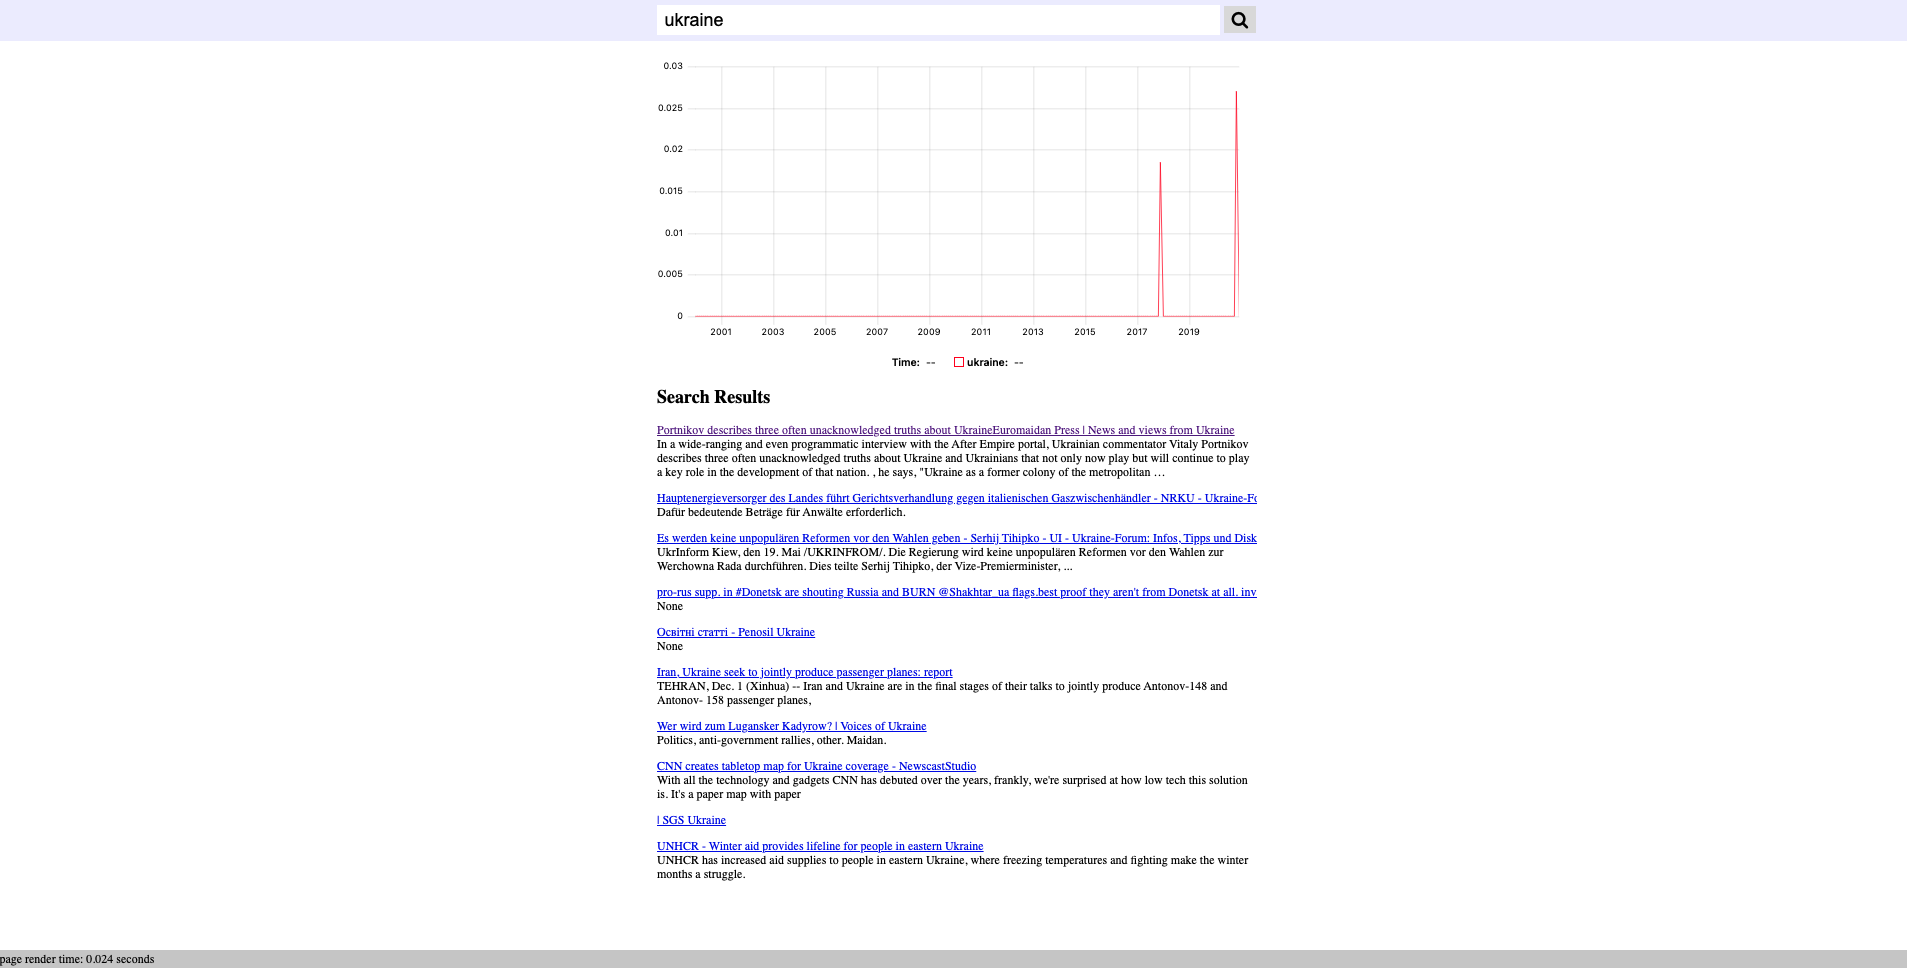 ukraine
0.03
0.025
0.02
0.015
0.01
0.005
0
2001 2003 2005 2007 2009 2011 2013 2015 2017 2019
Time: -- ukraine: --
Search Results
Portnikov describes three often unacknowledged truths about UkraineEuromaidan Press | News and views from Ukraine
In a wide-ranging and even programmatic interview with the After Empire portal, Ukrainian commentator Vitaly Portnikov
describes three often unacknowledged truths about Ukraine and Ukrainians that not only now play but will continue to play
a key role in the development of that nation. , he says, "Ukraine as a former colony of the metropolitan …
Hauptenergieversorger des Landes führt Gerichtsverhandlung gegen italienischen Gaszwischenhändler - NRKU - Ukraine-Fo
Dafür bedeutende Beträge für Anwälte erforderlich.
Es werden keine unpopulären Reformen vor den Wahlen geben - Serhij Tihipko - UI - Ukraine-Forum: Infos, Tipps und Disk
UkrInform Kiew, den 19. Mai /UKRINFROM/. Die Regierung wird keine unpopulären Reformen vor den Wahlen zur
Werchowna Rada durchführen. Dies teilte Serhij Tihipko, der Vize-Premierminister, ...
pro-rus supp. in #Donetsk are shouting Russia and BURN @Shakhtar_ua flags.best proof they aren't from Donetsk at all. inv
None
Освітні статті - Penosil Ukraine
None
Iran, Ukraine seek to jointly produce passenger planes: report
TEHRAN, Dec. 1 (Xinhua) -- Iran and Ukraine are in the final stages of their talks to jointly produce Antonov-148 and
Antonov- 158 passenger planes,
Wer wird zum Lugansker Kadyrow? | Voices of Ukraine
Politics, anti-government rallies, other. Maidan.
CNN creates tabletop map for Ukraine coverage - NewscastStudio
With all the technology and gadgets CNN has debuted over the years, frankly, we're surprised at how low tech this solution
is. It's a paper map with paper
| SGS Ukraine
UNHCR - Winter aid provides lifeline for people in eastern Ukraine
UNHCR has increased aid supplies to people in eastern Ukraine, where freezing temperatures and fighting make the winter
months a struggle.
page render time: 0.024 seconds